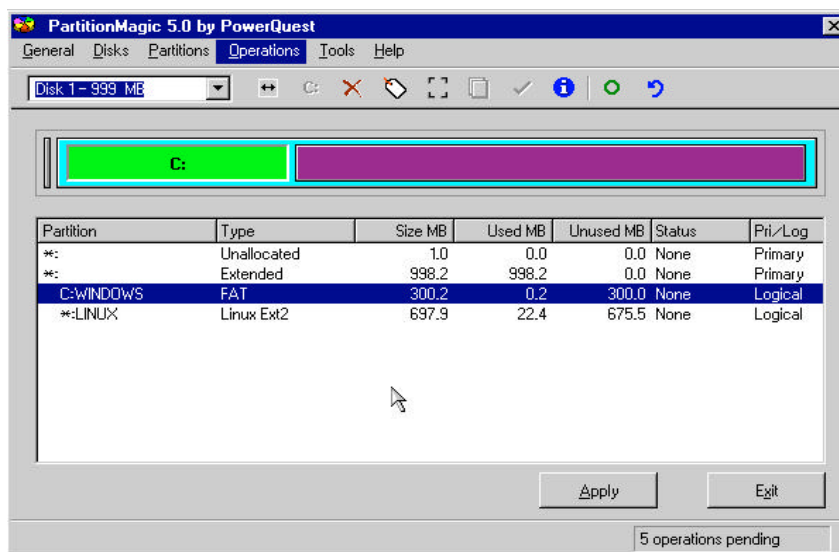 PartitionMagic 5.0 by PowerQuest
General Disks Partitions Operations Tools Help
Disk 1 - 999 MB C:
C:
Partition Type Size MB Used MB Unused MB Status Pri/Log
*: Unallocated 1.0 0.0 0.0 None Primary
*: Extended 998.2 998.2 0.0 None Primary
C:WINDOWS FAT 300.2 0.2 300.0 None Logical
*:LINUX Linux Ext2 697.9 22.4 675.5 None Logical
Apply Exit
5 operations pending